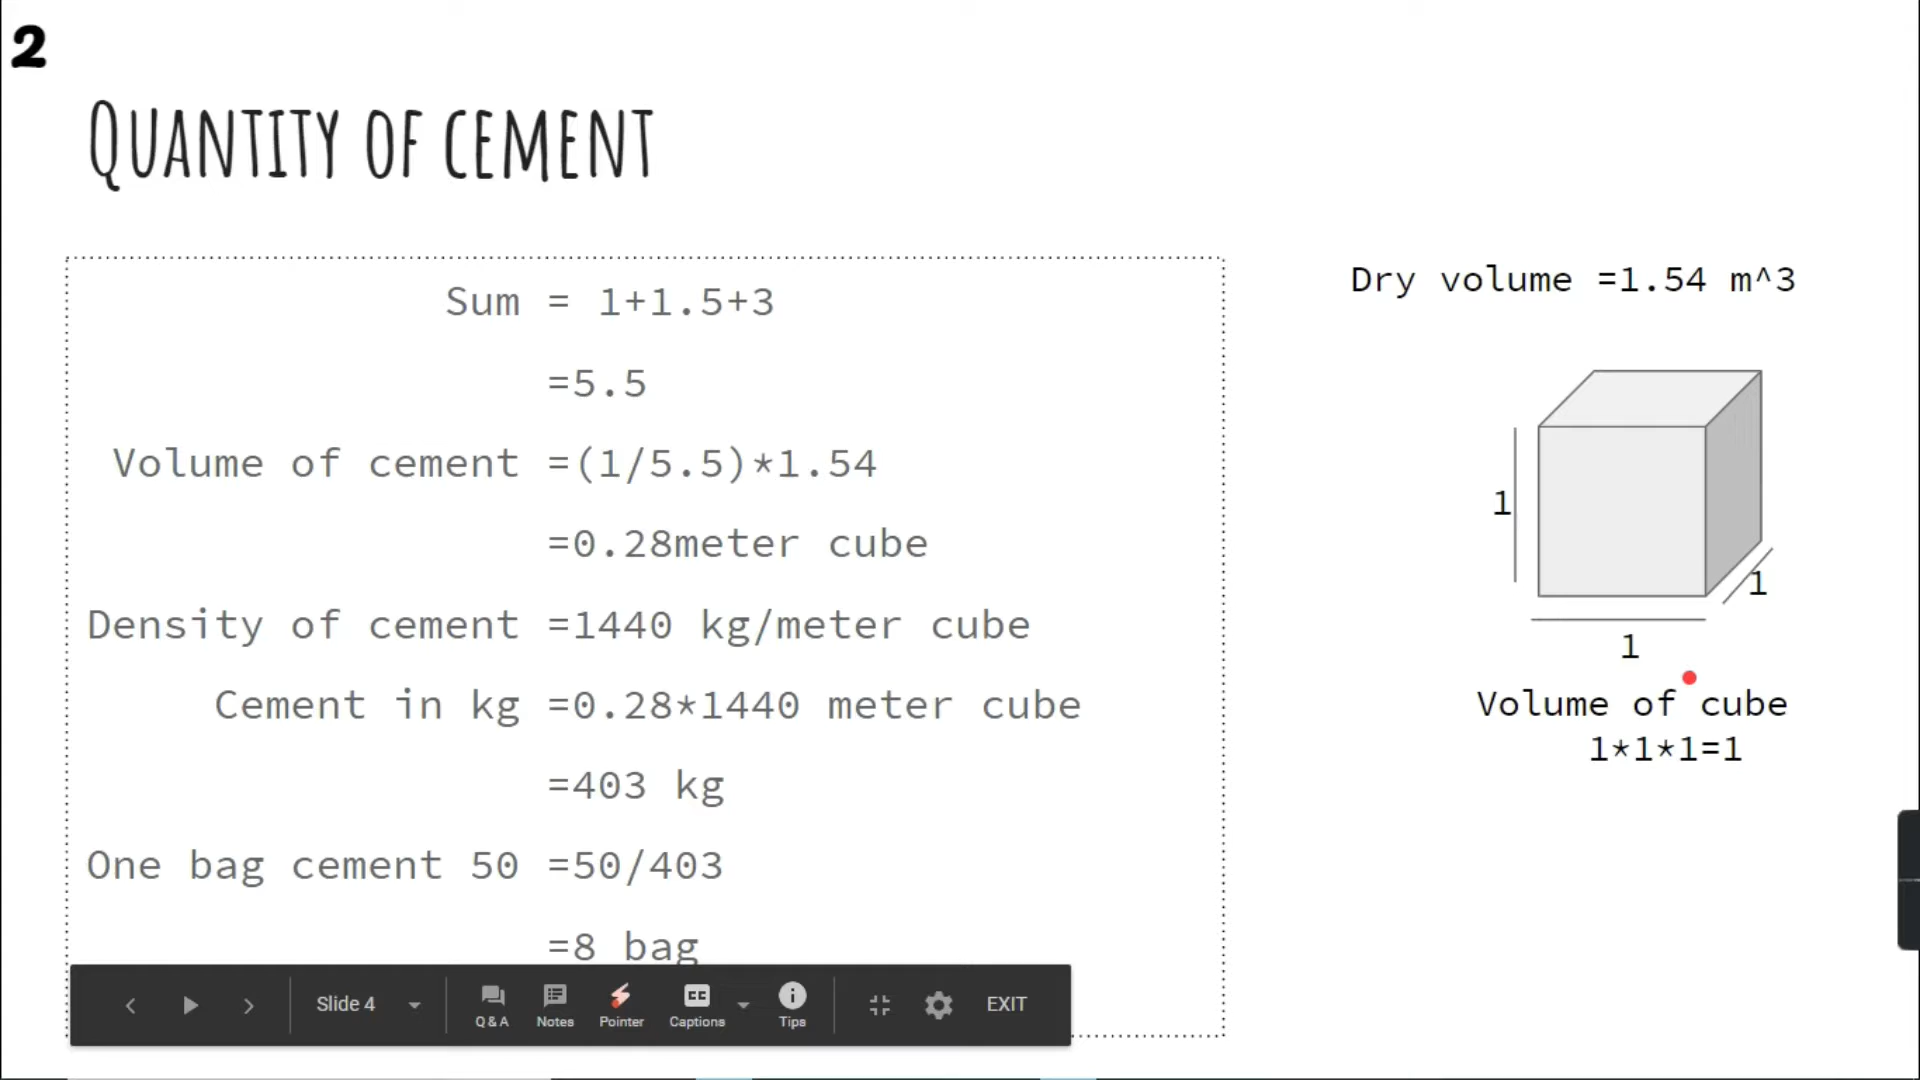 2
QUANTITY OF CEMENT
Sum = 1+1.5+3
=5.5
Volume of cement =(1/5.5)*1.54
=0.28meter cube
Density of cement =1440 kg/meter cube
Cement in kg =0.28*1440 meter cube
=403 kg
One bag cement 50 =50/403
=8 bag
Dry volume =1.54 m^3
1
1
1
Volume of cube
1*1*1=1
Slide 4
Q & A
Notes
Pointer
CC
Captions
Tips
EXIT